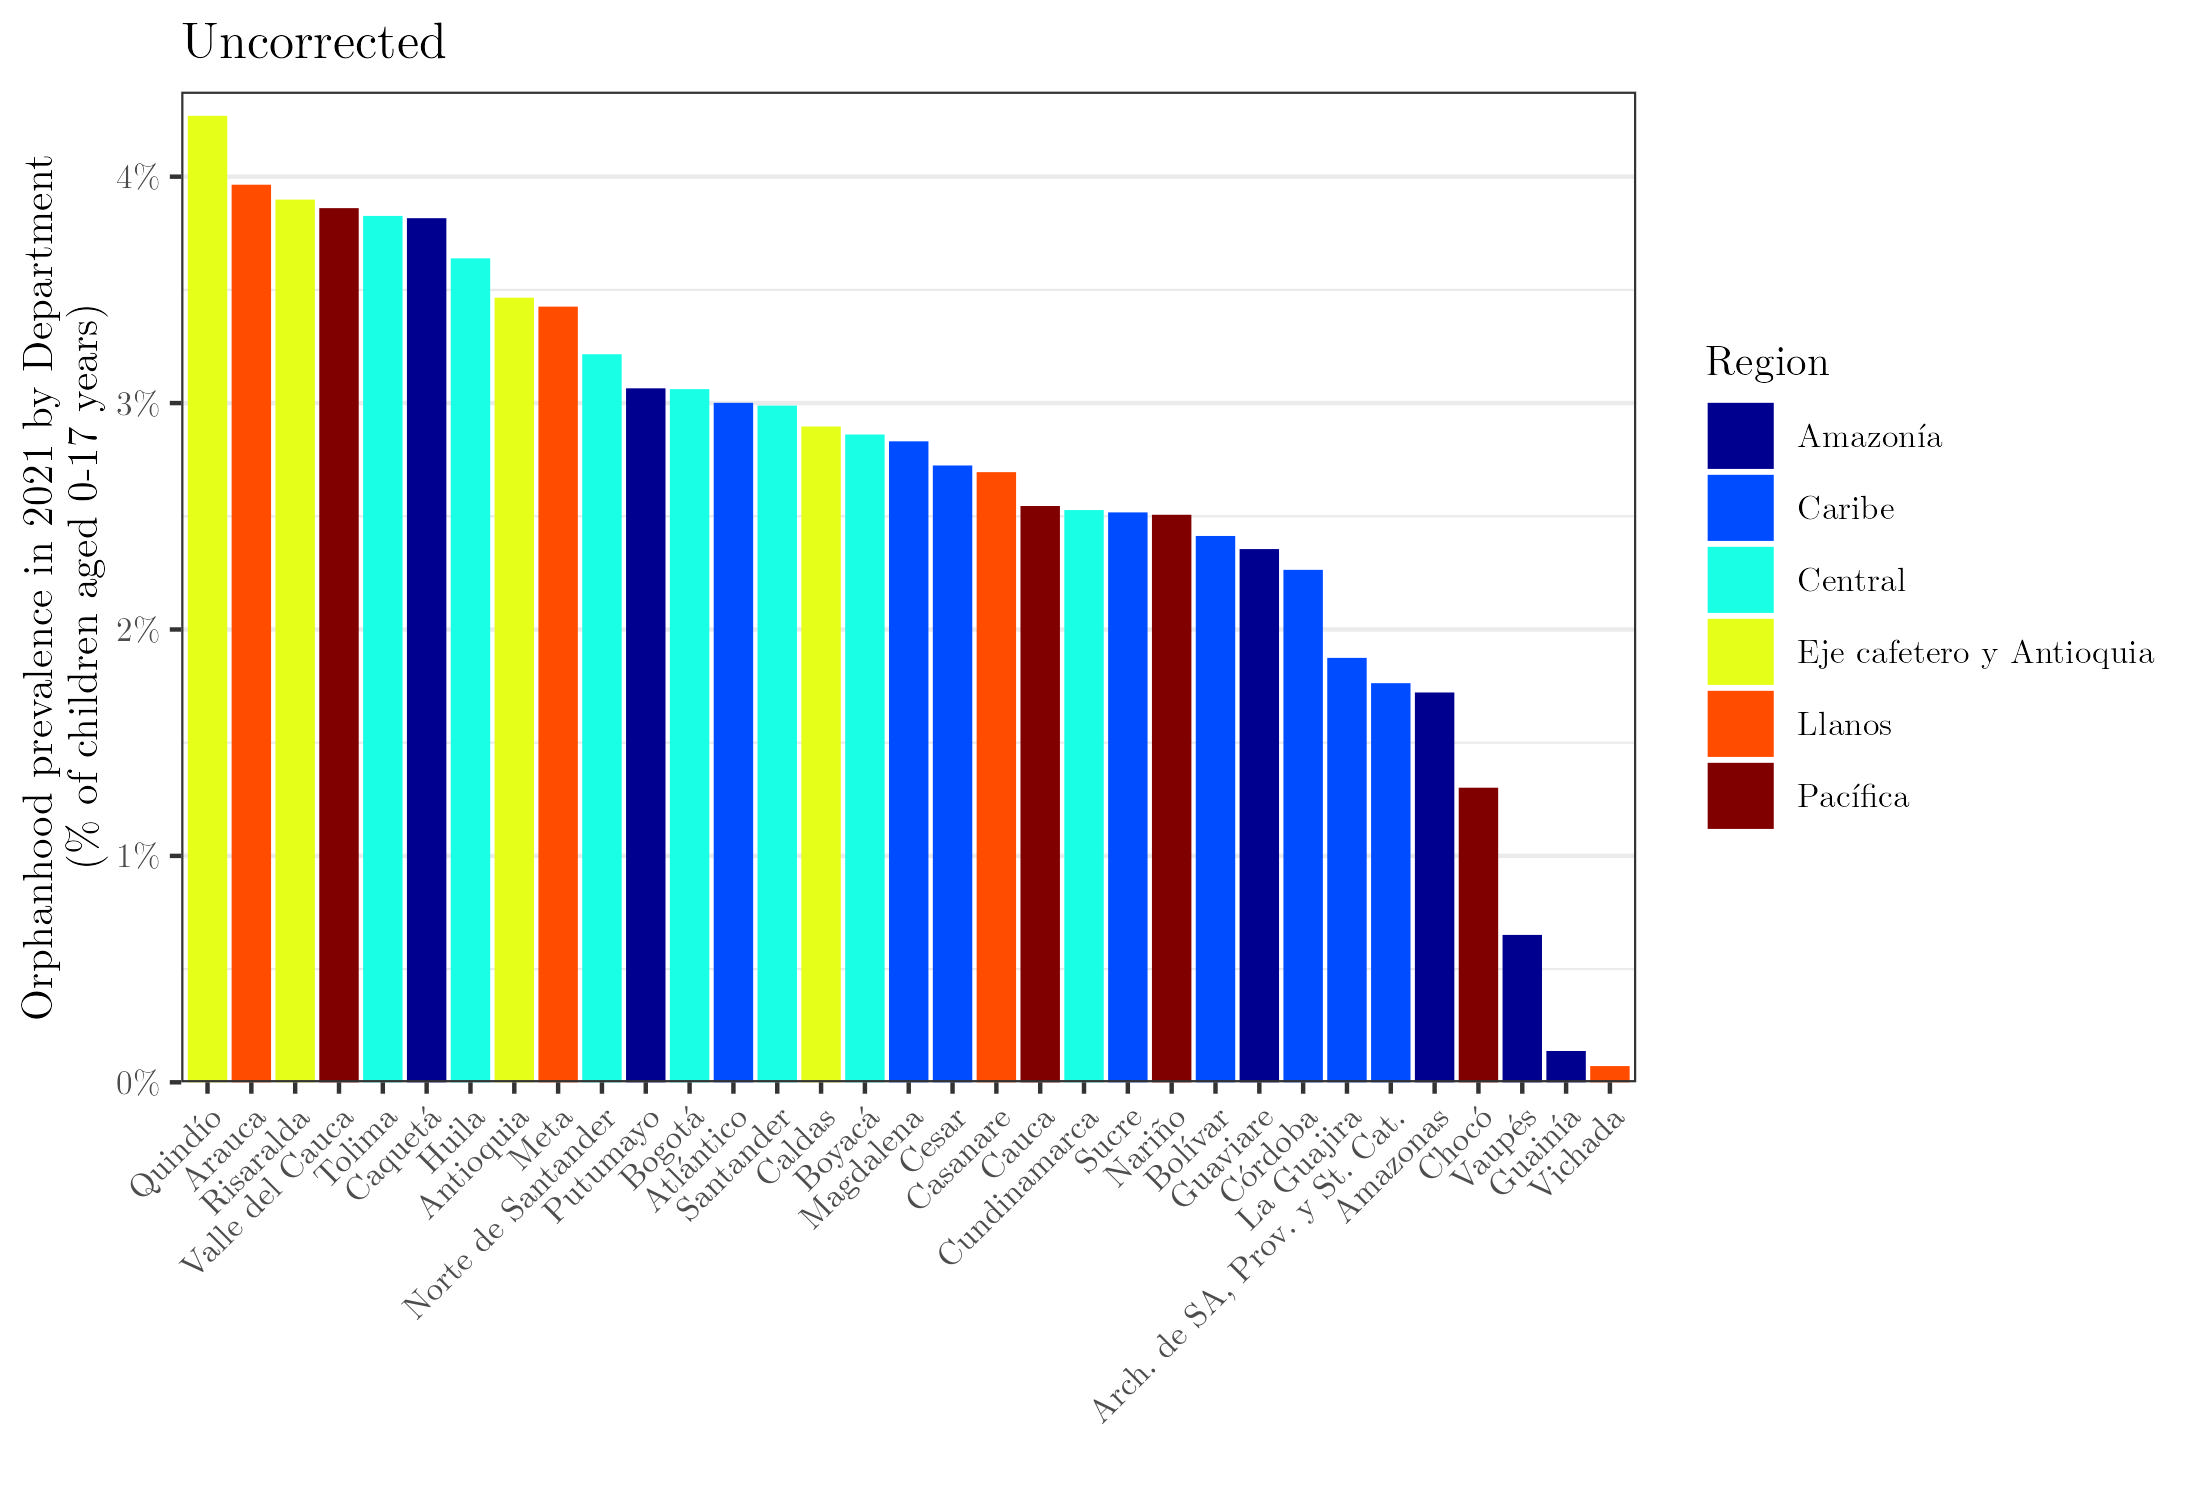 Uncorrected
Orphanhood prevalence in 2021 by Department
(% of children aged 0-17 years)
4%
3%
2%
1%
0%
Quindío
Arauca
Risaralda
Valle del Cauca
Tolima
Caquetá
Huila
Antioquia
Meta
Norte de Santander
Putumayo
Bogotá
Atlántico
Santander
Caldas
Boyacá
Magdalena
Cesar
Casanare
Cauca
Cundinamarca
Sucre
Nariño
Bolívar
Guaviare
Córdoba
La Guajira
Arch. de SA, Prov. y St. Cat.
Amazonas
Chocó
Vaupés
Guainía
Vichada
Region
Amazonía
Caribe
Central
Eje cafetero y Antioquia
Llanos
Pacífica